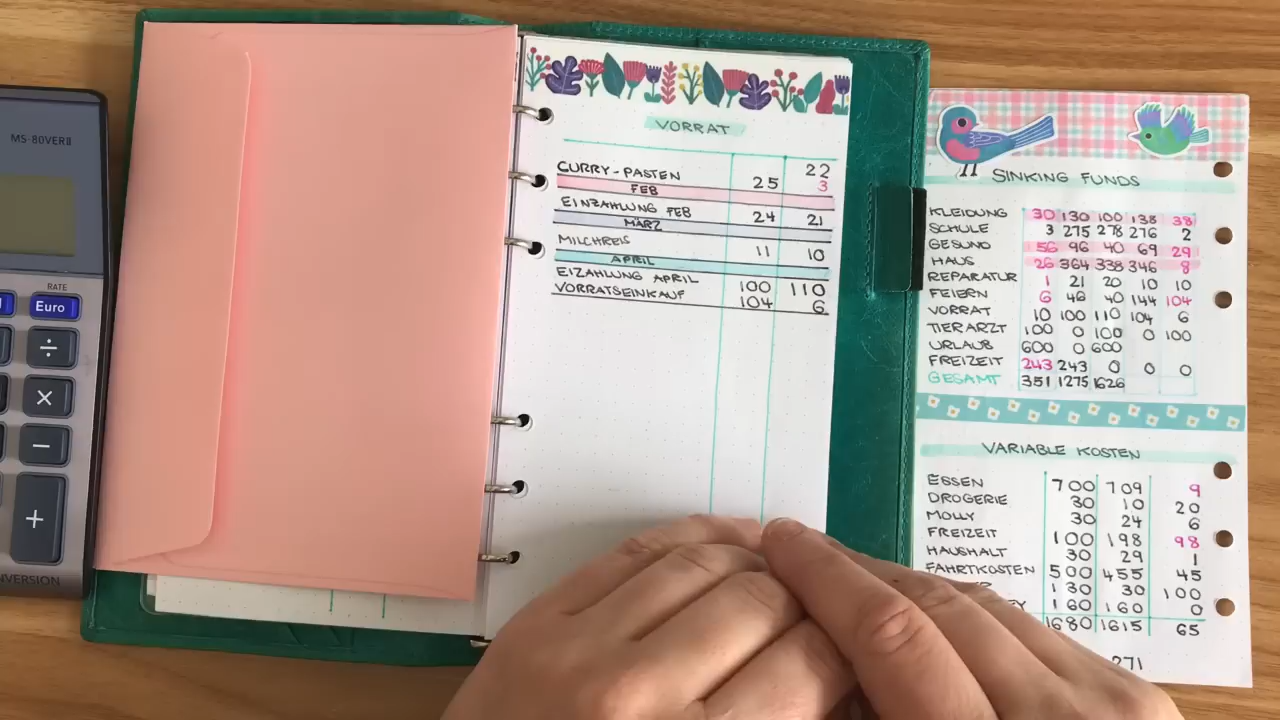 MS-80VERII
RATE
Euro
÷
×
−
+
NVERSION
VORRAT
22
CURRY-PASTEN 25 3
FEB
EINZAHLUNG FEB 24 21
MÄRZ
MILCHREIS 11 10
APRIL
EIZAHLUNG APRIL 100 110
VORRATSEINKAUF 104 6
SINKING FUNDS
KLEIDUNG 30 130 100 138 38
SCHULE 3 275 278 276 2
GESUND 56 96 40 69 29
HAUS 26 364 338 346 8
REPARATUR 1 21 20 10 10
FEIERN 6 46 40 144 104
VORRAT 10 100 110 104 6
TIERARZT 100 0 100 0 100
URLAUB 600 0 600
FREIZEIT 243 243 0 0 0
GESAMT 351 1275 1626
VARIABLE KOSTEN
ESSEN 700 709 9
DROGERIE 30 10 20
MOLLY 30 24 6
FREIZEIT 100 198 98
HAUSHALT 30 29 1
FAHRTKOSTEN 500 455 45
130 30 100
160 160 0
1680 1615 65
271